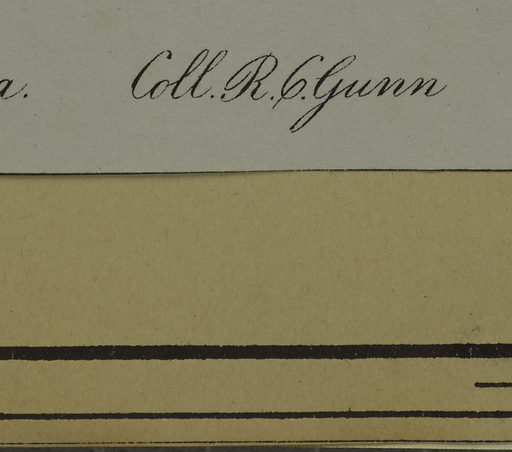 a. Coll. R. C. Gunn